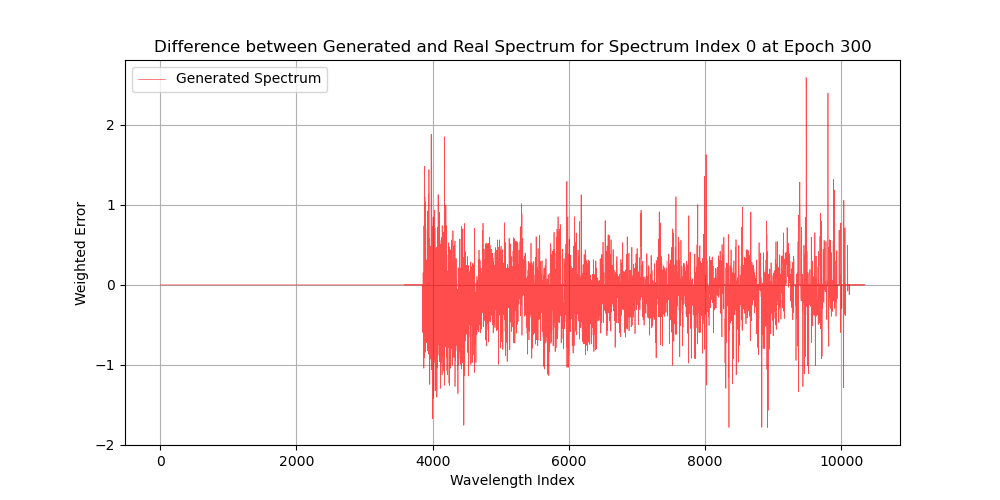 Difference between Generated and Real Spectrum for Spectrum Index 0 at Epoch 300
Generated Spectrum
Weighted Error
2
1
0
−1
−2
0 2000 4000 6000 8000 10000
Wavelength Index